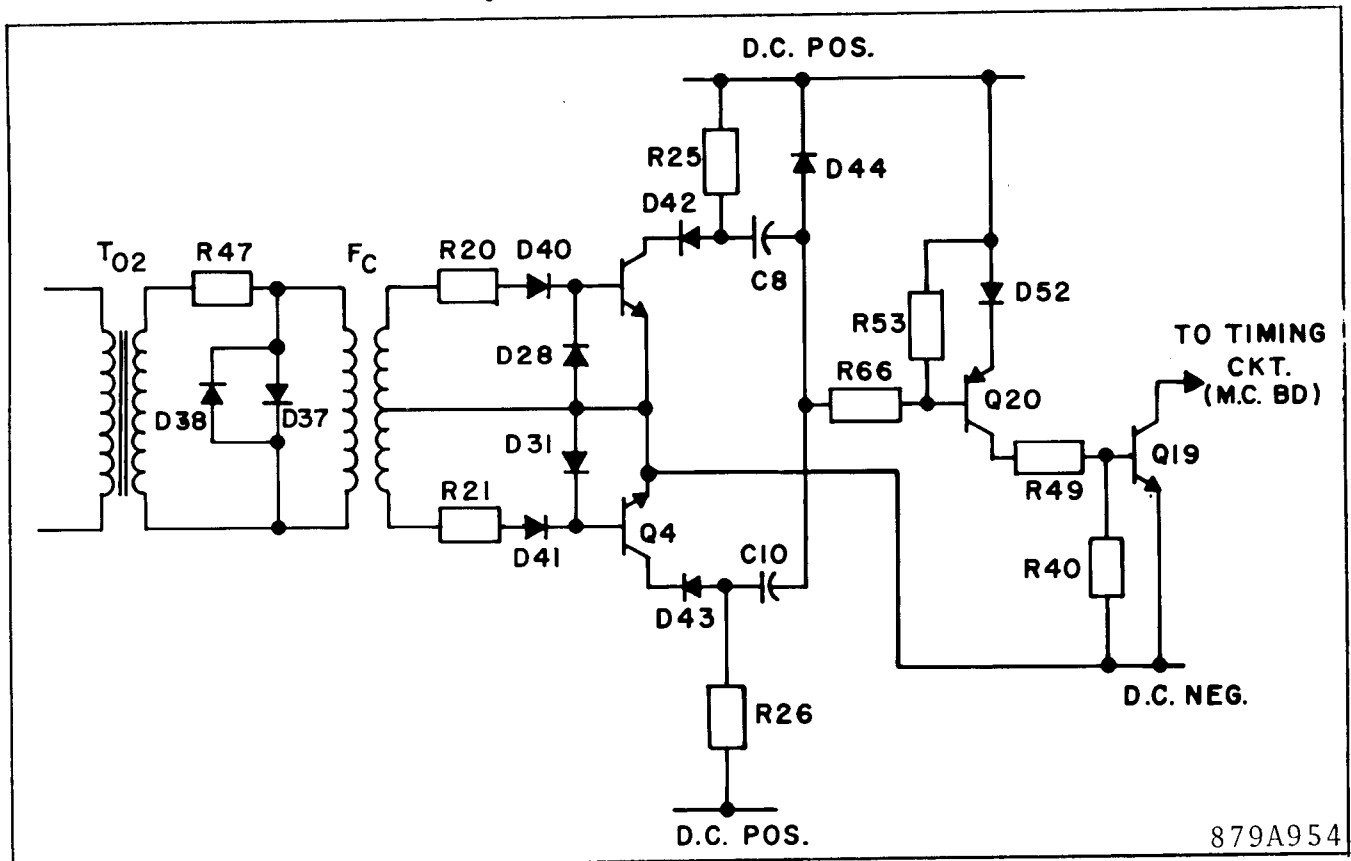 D.C. POS.
R25
D44
D42
T02 R47 FC R20 D40
C8
D52
R53
TO TIMING
CKT.
(M.C. BD)
D28
R66
Q20
D38 D37
D31
Q19
R21
R49
Q4
D41
C10
R40
D43
R26
D.C. NEG.
D.C. POS.
879A954